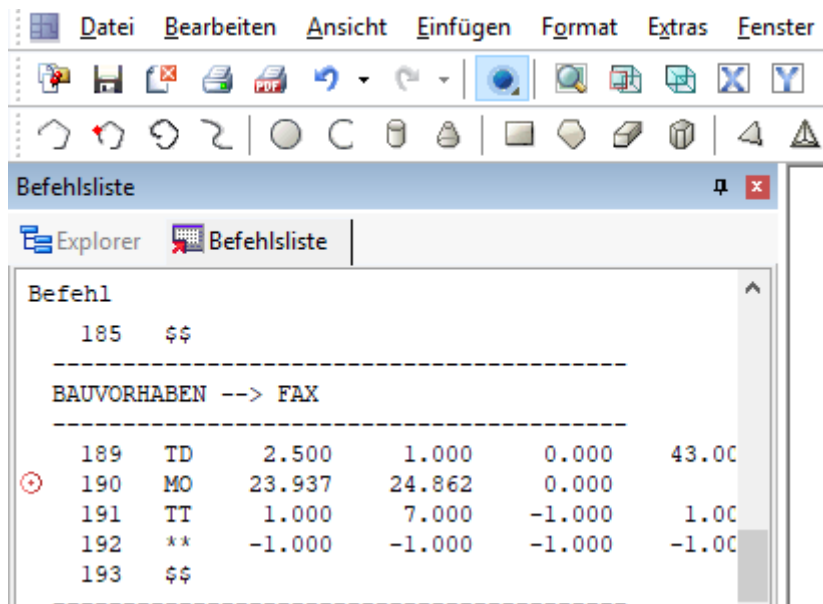 Datei Bearbeiten Ansicht Einfügen Format Extras Fenster
PDF X Y
Befehlsliste
Explorer Befehlsliste
Befehl
185 $$
------------------------------------------
BAUVORHABEN --> FAX
------------------------------------------
189 TD 2.500 1.000 0.000 43.00
190 MO 23.937 24.862 0.000
191 TT 1.000 7.000 -1.000 1.00
192 ** -1.000 -1.000 -1.000 -1.00
193 $$
------------------------------------------